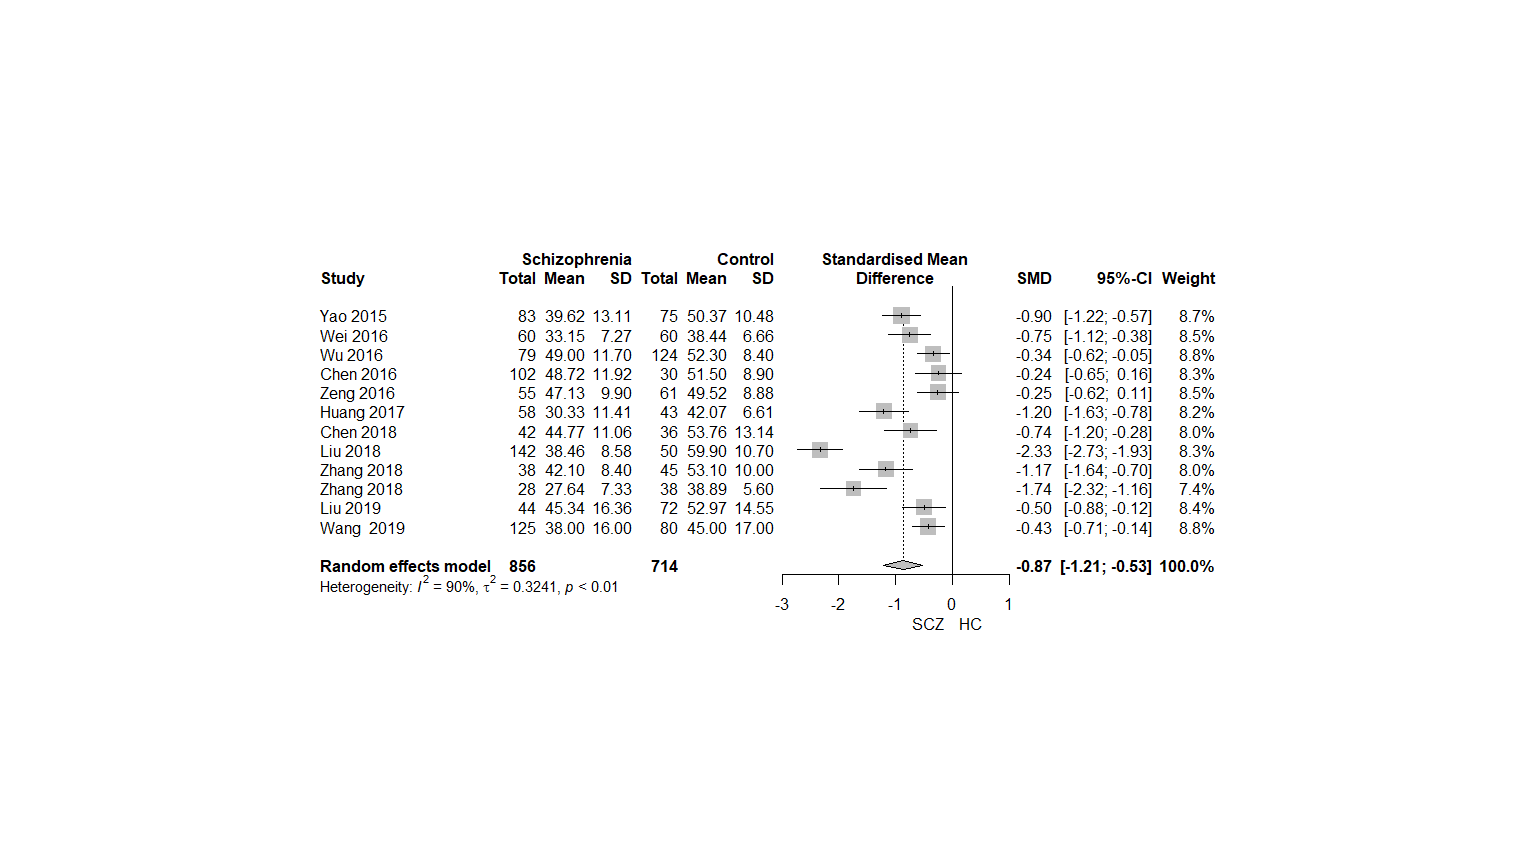 Schizophrenia Control Standardised Mean
Study Total Mean SD Total Mean SD Difference SMD 95%-CI Weight
Yao 2015 83 39.62 13.11 75 50.37 10.48 -0.90 [-1.22; -0.57] 8.7%
Wei 2016 60 33.15 7.27 60 38.44 6.66 -0.75 [-1.12; -0.38] 8.5%
Wu 2016 79 49.00 11.70 124 52.30 8.40 -0.34 [-0.62; -0.05] 8.8%
Chen 2016 102 48.72 11.92 30 51.50 8.90 -0.24 [-0.65; 0.16] 8.3%
Zeng 2016 55 47.13 9.90 61 49.52 8.88 -0.25 [-0.62; 0.11] 8.5%
Huang 2017 58 30.33 11.41 43 42.07 6.61 -1.20 [-1.63; -0.78] 8.2%
Chen 2018 42 44.77 11.06 36 53.76 13.14 -0.74 [-1.20; -0.28] 8.0%
Liu 2018 142 38.46 8.58 50 59.90 10.70 -2.33 [-2.73; -1.93] 8.3%
Zhang 2018 38 42.10 8.40 45 53.10 10.00 -1.17 [-1.64; -0.70] 8.0%
Zhang 2018 28 27.64 7.33 38 38.89 5.60 -1.74 [-2.32; -1.16] 7.4%
Liu 2019 44 45.34 16.36 72 52.97 14.55 -0.50 [-0.88; -0.12] 8.4%
Wang 2019 125 38.00 16.00 80 45.00 17.00 -0.43 [-0.71; -0.14] 8.8%
Random effects model 856 714 -0.87 [-1.21; -0.53] 100.0%
Heterogeneity: I² = 90%, τ² = 0.3241, p < 0.01
-3 -2 -1 0 1
SCZ HC